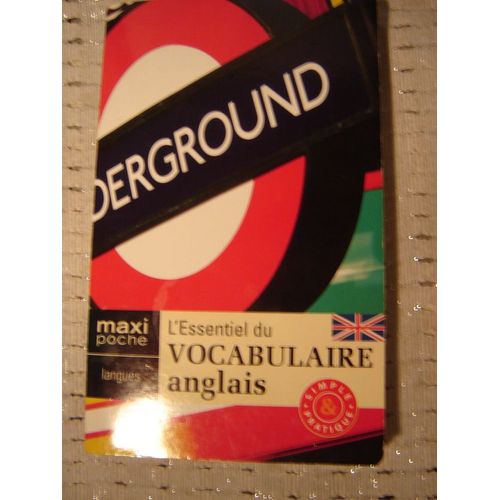 DERGROUND
maxi
poche
langues
L'Essentiel du
VOCABULAIRE
anglais
SIMPLE
&
PRATIQUE